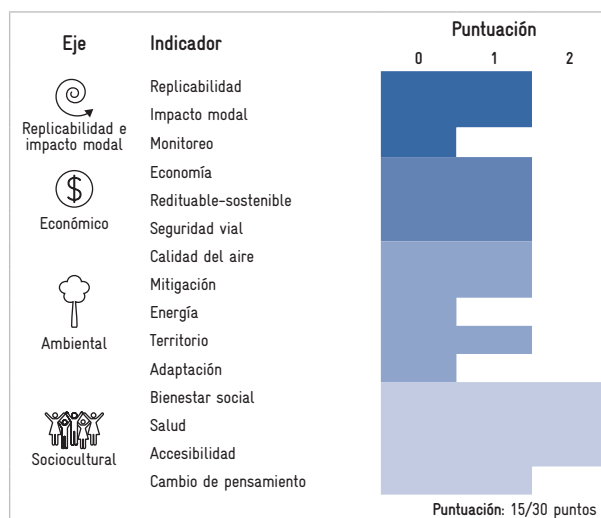 Eje
Indicador
Puntuación
0 1 2
Replicabilidad e
impacto modal
Replicabilidad
Impacto modal
Monitoreo
$
Económico
Economía
Redituable-sostenible
Seguridad vial
Ambiental
Calidad del aire
Mitigación
Energía
Territorio
Adaptación
Sociocultural
Bienestar social
Salud
Accesibilidad
Cambio de pensamiento
Puntuación: 15/30 puntos